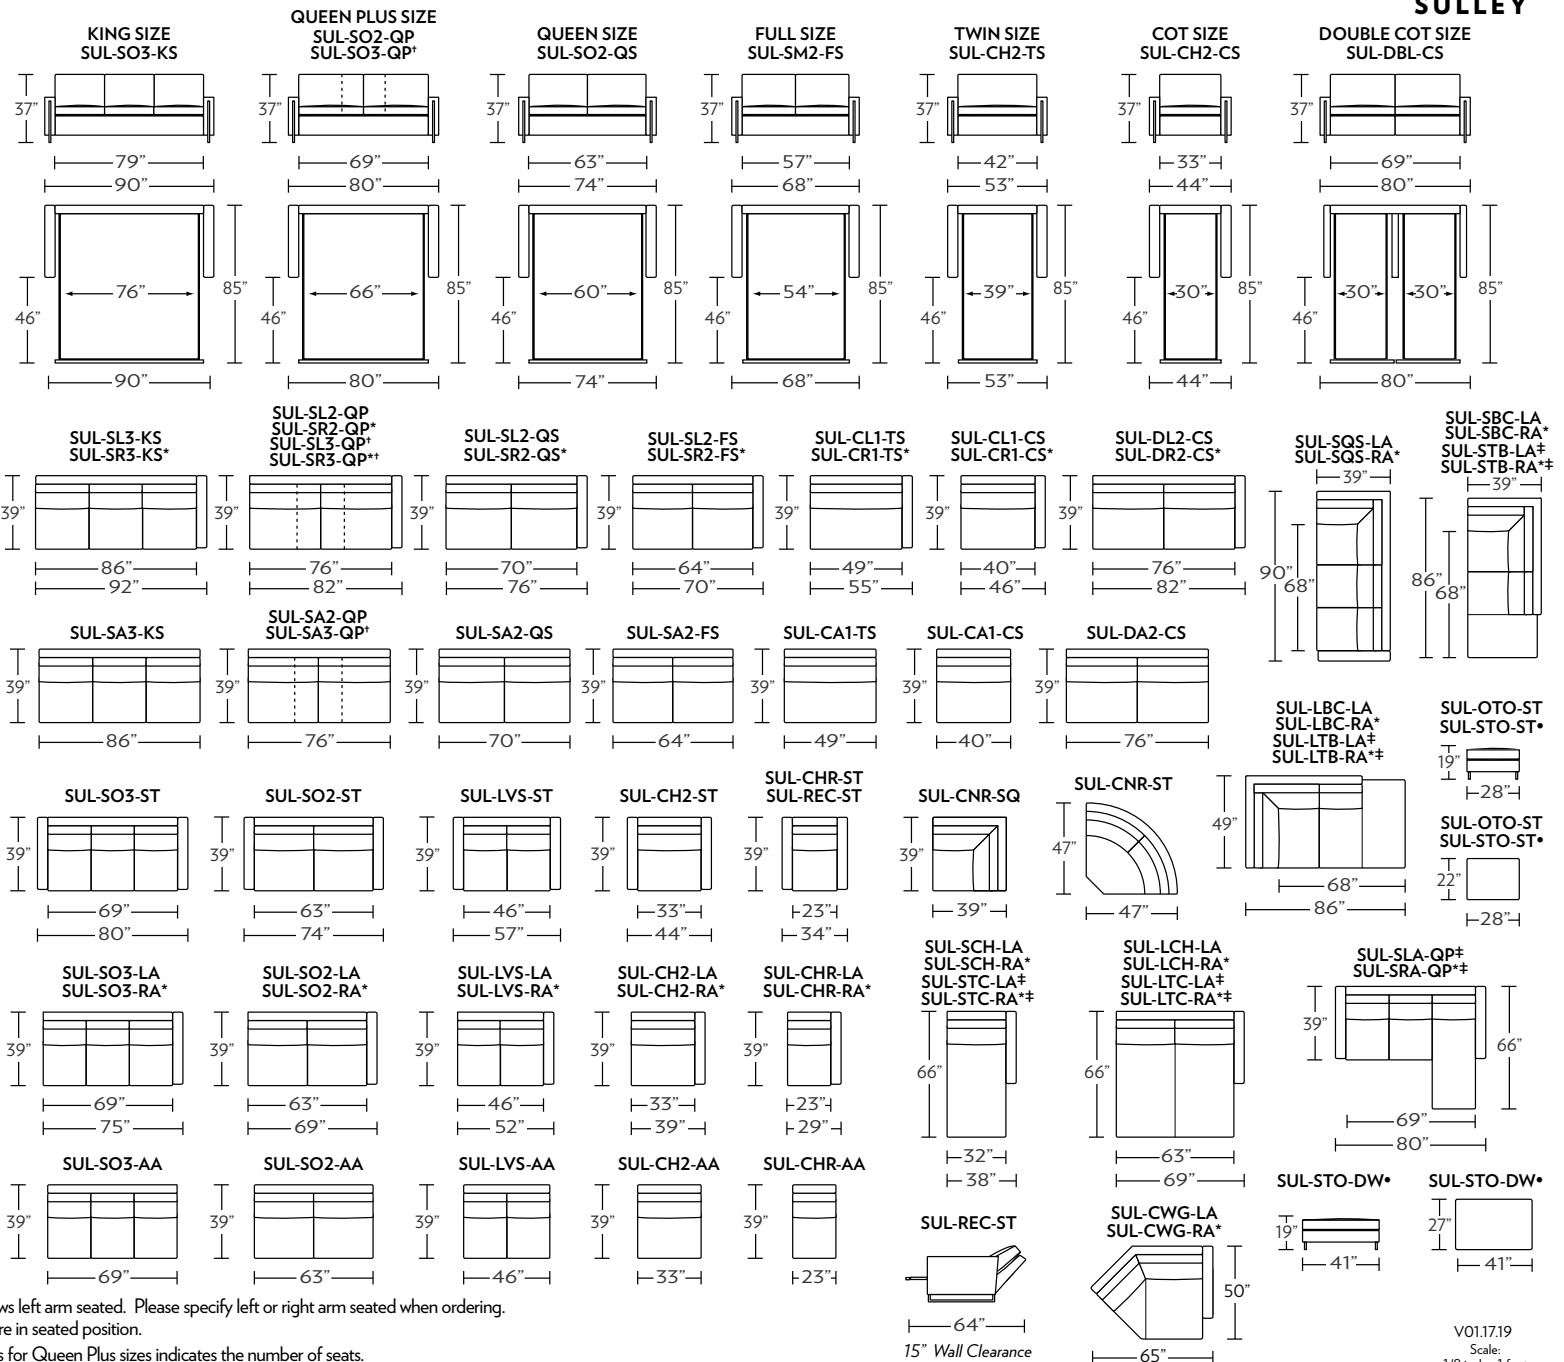 SULLEY
KING SIZE
SUL-SO3-KS
37”
79”
90”
76”
46”
85”
90”
QUEEN PLUS SIZE
SUL-SO2-QP
SUL-SO3-QP†
37”
69”
80”
66”
46”
85”
80”
QUEEN SIZE
SUL-SO2-QS
37”
63”
74”
60”
46”
85”
74”
FULL SIZE
SUL-SM2-FS
37”
57”
68”
54”
46”
85”
68”
TWIN SIZE
SUL-CH2-TS
37”
42”
53”
39”
46”
85”
53”
COT SIZE
SUL-CH2-CS
37”
33”
44”
30”
46”
85”
44”
DOUBLE COT SIZE
SUL-DBL-CS
37”
69”
80”
30” 30”
46”
85”
80”
SUL-SL3-KS
SUL-SR3-KS*
39”
86”
92”
SUL-SL2-QP
SUL-SR2-QP*
SUL-SL3-QP†
SUL-SR3-QP*†
39”
76”
82”
SUL-SL2-QS
SUL-SR2-QS*
39”
70”
76”
SUL-SL2-FS
SUL-SR2-FS*
39”
64”
70”
SUL-CL1-TS
SUL-CR1-TS*
39”
49”
55”
SUL-CL1-CS
SUL-CR1-CS*
39”
40”
46”
SUL-DL2-CS
SUL-DR2-CS*
39”
76”
82”
SUL-SQS-LA
SUL-SQS-RA*
39”
90”
68”
SUL-SBC-LA
SUL-SBC-RA*
SUL-STB-LA‡
SUL-STB-RA*‡
39”
86”
68”
SUL-SA3-KS
39”
86”
SUL-SA2-QP
SUL-SA3-QP†
39”
76”
SUL-SA2-QS
39”
70”
SUL-SA2-FS
39”
64”
SUL-CA1-TS
39”
49”
SUL-CA1-CS
39”
40”
SUL-DA2-CS
39”
76”
SUL-LBC-LA
SUL-LBC-RA*
SUL-LTB-LA‡
SUL-LTB-RA*‡
49”
68”
86”
SUL-OTO-ST
SUL-STO-ST•
19”
28”
SUL-OTO-ST
SUL-STO-ST•
22”
28”
SUL-SO3-ST
39”
69”
80”
SUL-SO2-ST
39”
63”
74”
SUL-LVS-ST
39”
46”
57”
SUL-CH2-ST
39”
33”
44”
SUL-CHR-ST
SUL-REC-ST
39”
23”
34”
SUL-CNR-SQ
39”
39”
SUL-CNR-ST
47”
47”
SUL-SO3-LA
SUL-SO3-RA*
39”
69”
75”
SUL-SO2-LA
SUL-SO2-RA*
39”
63”
69”
SUL-LVS-LA
SUL-LVS-RA*
39”
46”
52”
SUL-CH2-LA
SUL-CH2-RA*
39”
33”
39”
SUL-CHR-LA
SUL-CHR-RA*
39”
23”
29”
SUL-SCH-LA
SUL-SCH-RA*
SUL-STC-LA‡
SUL-STC-RA*‡
66”
32”
38”
SUL-LCH-LA
SUL-LCH-RA*
SUL-LTC-LA‡
SUL-LTC-RA*‡
66”
63”
69”
SUL-SLA-QP‡
SUL-SRA-QP*‡
39”
66”
69”
80”
SUL-SO3-AA
39”
69”
SUL-SO2-AA
39”
63”
SUL-LVS-AA
39”
46”
SUL-CH2-AA
39”
33”
SUL-CHR-AA
39”
23”
SUL-REC-ST
64”
15” Wall Clearance
SUL-CWG-LA
SUL-CWG-RA*
50”
65”
SUL-STO-DW•
19”
41”
SUL-STO-DW•
27”
41”
ws left arm seated. Please specify left or right arm seated when ordering.
re in seated position.
s for Queen Plus sizes indicates the number of seats.
V01.17.19
Scale: